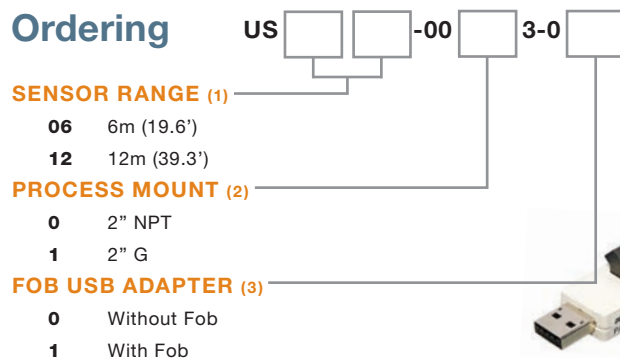 Ordering US -00 3-0
SENSOR RANGE (1)
06 6m (19.6’)
12 12m (39.3’)
PROCESS MOUNT (2)
0 2” NPT
1 2” G
FOB USB ADAPTER (3)
0 Without Fob
1 With Fob